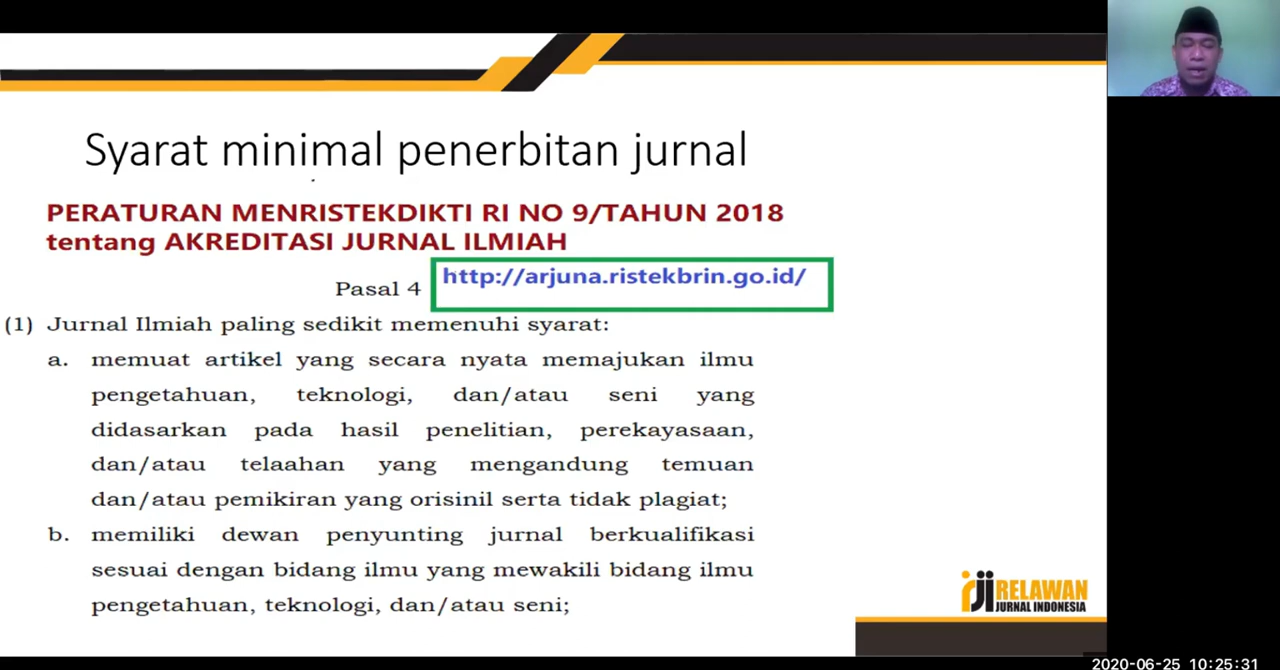 Syarat minimal penerbitan jurnal
PERATURAN MENRISTEKDIKTI RI NO 9/TAHUN 2018
tentang AKREDITASI JURNAL ILMIAH
Pasal 4
http://arjuna.ristekbrin.go.id/
(1) Jurnal Ilmiah paling sedikit memenuhi syarat:
a. memuat artikel yang secara nyata memajukan ilmu
pengetahuan, teknologi, dan/atau seni yang
didasarkan pada hasil penelitian, perekayasaan,
dan/atau telaahan yang mengandung temuan
dan/atau pemikiran yang orisinil serta tidak plagiat;
b. memiliki dewan penyunting jurnal berkualifikasi
sesuai dengan bidang ilmu yang mewakili bidang ilmu
pengetahuan, teknologi, dan/atau seni;
rji RELAWAN
JURNAL INDONESIA
2020-06-25 10:25:31